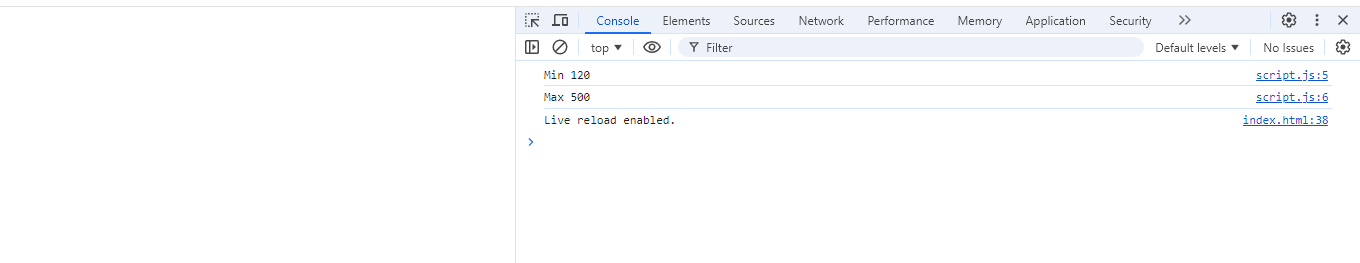 Console Elements Sources Network Performance Memory Application Security
top Filter Default levels No Issues
Min 120 script.js:5
Max 500 script.js:6
Live reload enabled. index.html:38